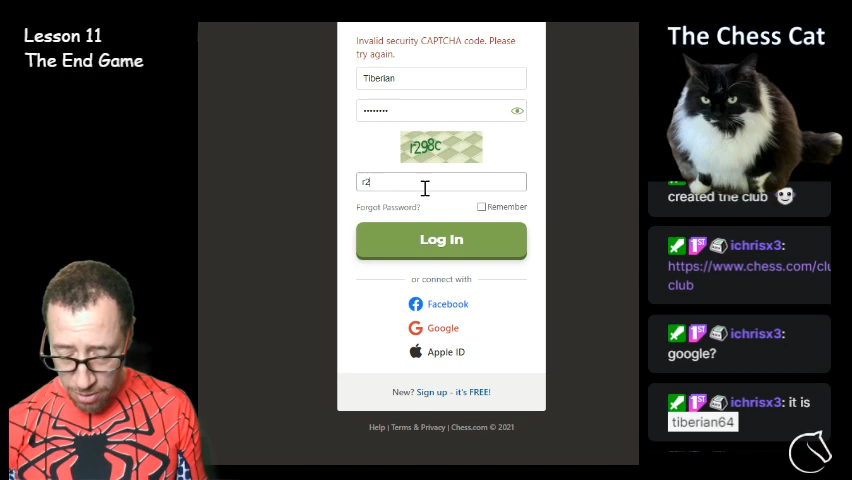 Lesson 11
The End Game
Invalid security CAPTCHA code. Please
try again.
Tiberian
••••••••
r298c
r2
Forgot Password?
Remember
Log In
or connect with
Facebook
Google
Apple ID
New? Sign up - it's FREE!
Help | Terms & Privacy | Chess.com © 2021
The Chess Cat
created the club
1ST ichrisx3:
https://www.chess.com/clu
club
1ST ichrisx3:
google?
1ST ichrisx3: it is
tiberian64